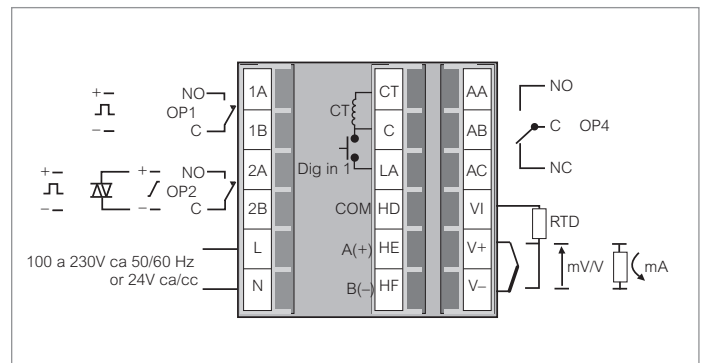 + –
– –
NO
OP1
C
1A
1B
+ –
– –
+ –
– –
NO
OP2
C
2A
2B
100 a 230V ca 50/60 Hz
or 24V ca/cc
L
N
CT
Dig in 1
COM
A(+)
B(–)
CT
C
LA
HD
HE
HF
AA
AB
AC
VI
V+
V–
NO
C OP4
NC
RTD
mV/V
mA